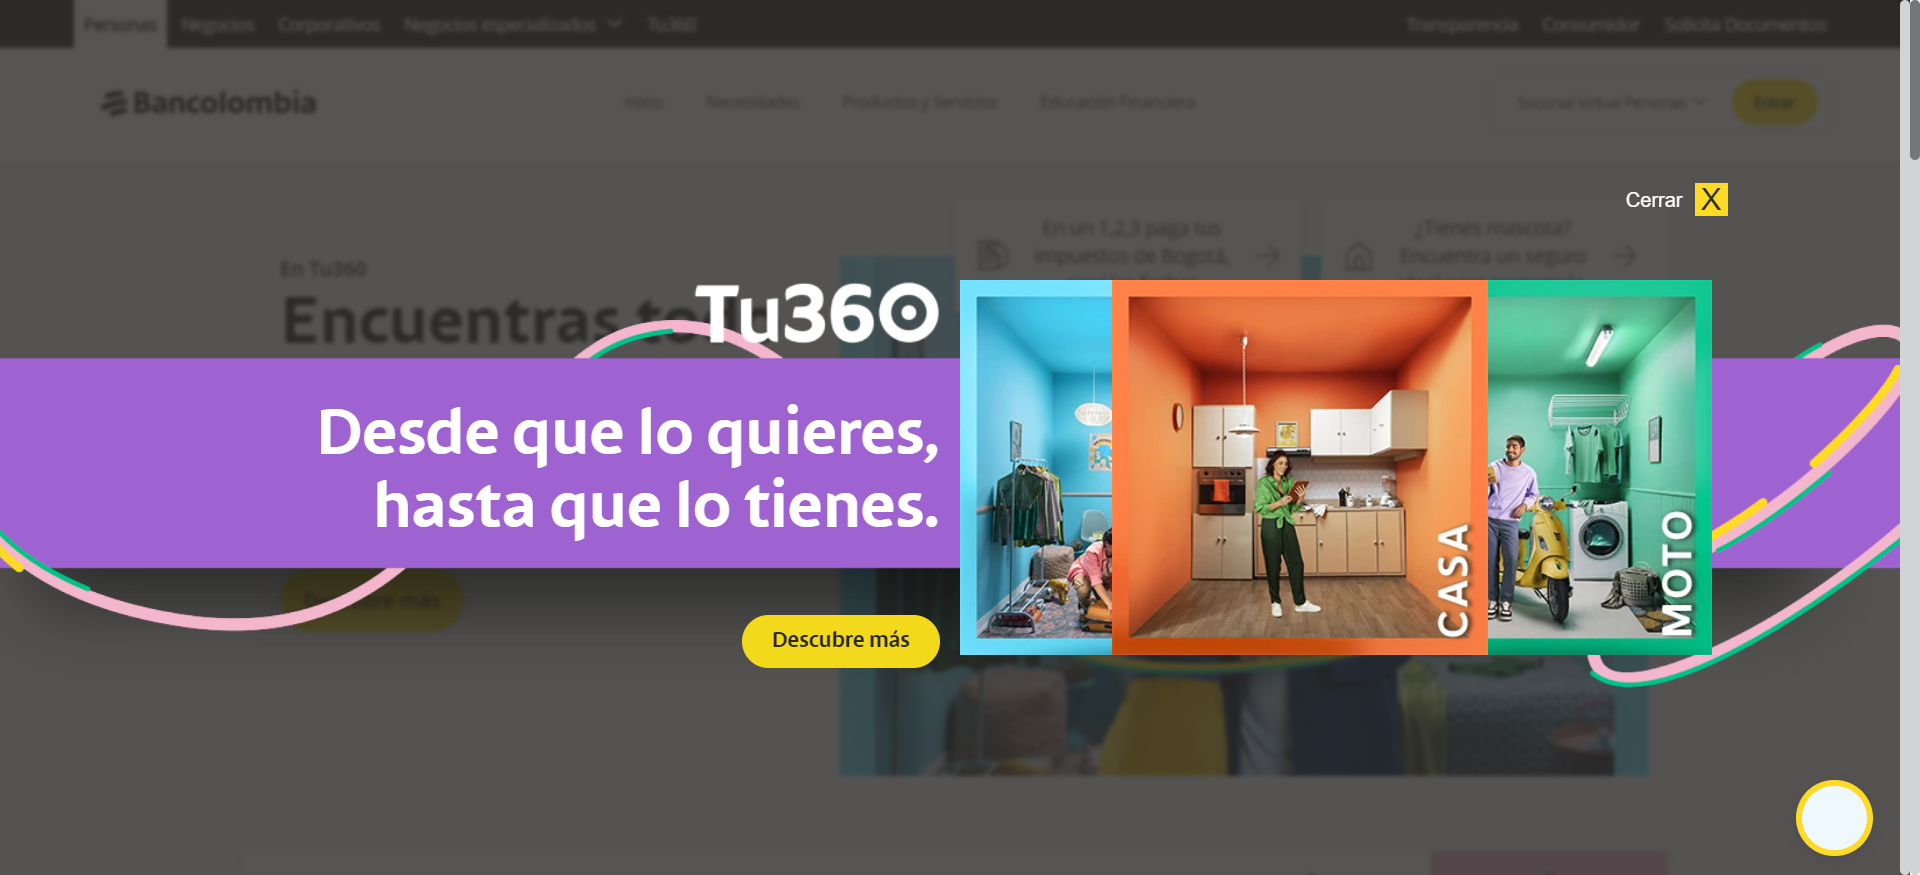 Personas Negocios Corporativos Negocios especializados Tu360 Transparencia Consumidor Solicita Documentos
Bancolombia Inicio Necesidades Productos y Servicios Educación Financiera Sucursal Virtual Personas Entrar
Cerrar X
En un 1,2,3 paga tus
impuestos de Bogotá,
¿Tienes mascota?
Encuentra un seguro
En Tu360
Encuentras
Tu360
Desde que lo quieres,
hasta que lo tienes.
CASA
MOTO
Descubre más
Descubre más